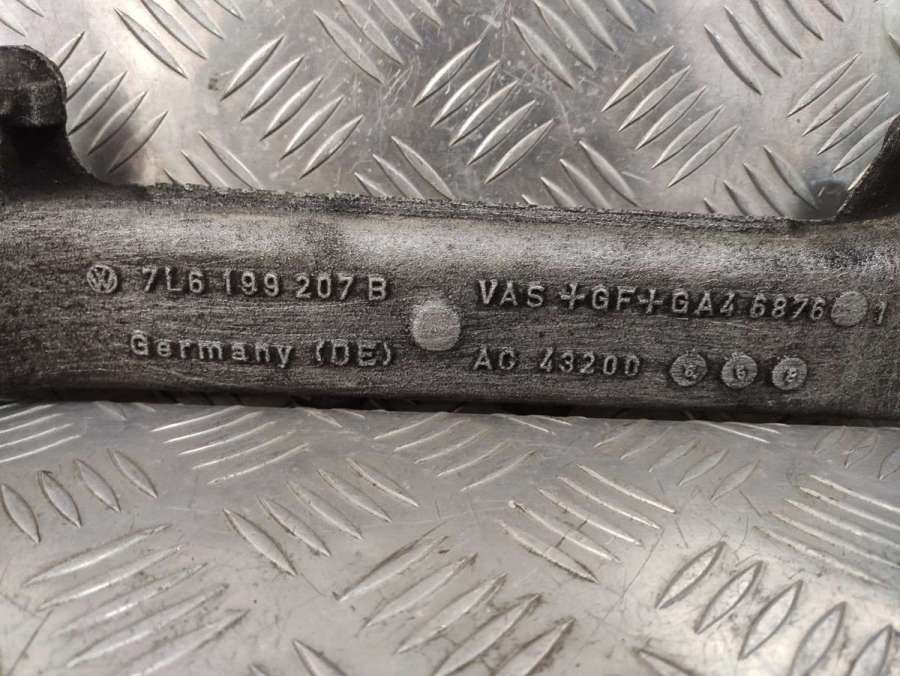 7L6 199 207 B VAS +GF+ GA4 6876 1
Germany (DE) AC 43200